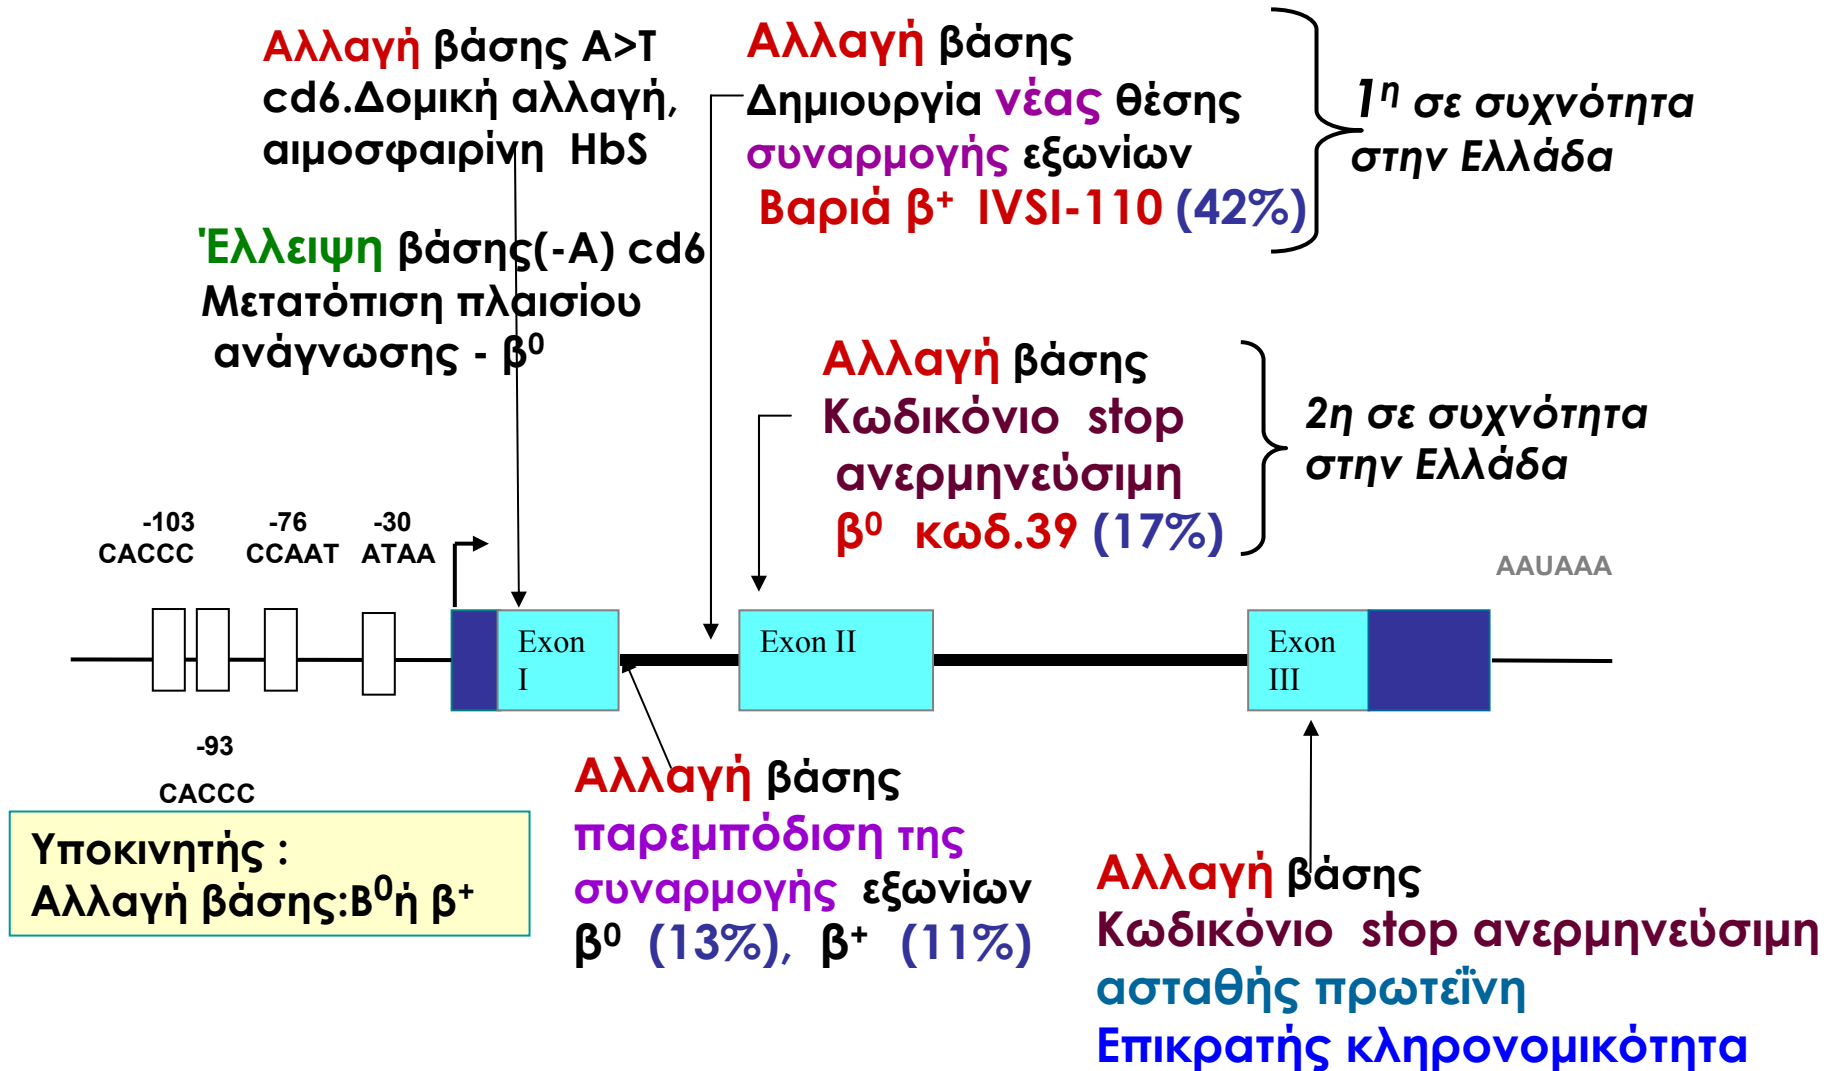 Αλλαγή βάσης A>T
cd6.Δομική αλλαγή,
αιμοσφαιρίνη HbS
Έλλειψη βάσης(-A) cd6
Μετατόπιση πλαισίου
ανάγνωσης - β⁰
Αλλαγή βάσης
Δημιουργία νέας θέσης
συναρμογής εξωνίων
Βαριά β⁺ IVSI-110 (42%)
1η σε συχνότητα
στην Ελλάδα
Αλλαγή βάσης
Κωδικόνιο stop
ανερμηνεύσιμη
β⁰ κωδ.39 (17%)
2η σε συχνότητα
στην Ελλάδα
-103
CACCC
-76
CCAAT
-30
ATAA
AAUAAA
Exon
I
Exon II
Exon
III
-93
CACCC
Υποκινητής :
Αλλαγή βάσης:Β⁰ή β⁺
Αλλαγή βάσης
παρεμπόδιση της
συναρμογής εξωνίων
β⁰ (13%), β⁺ (11%)
Αλλαγή βάσης
Κωδικόνιο stop ανερμηνεύσιμη
ασταθής πρωτεΐνη
Επικρατής κληρονομικότητα